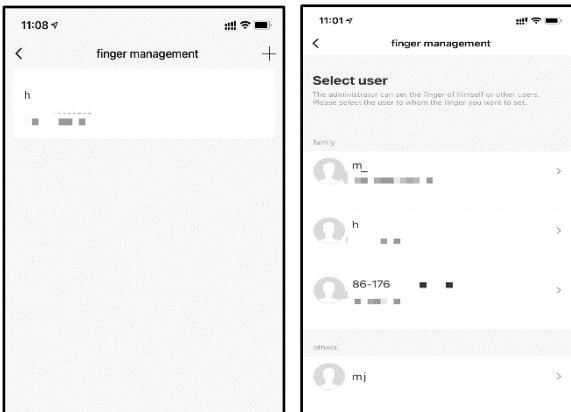 11:08
finger management
h
11:01
finger management
Select user
The administrator can set the finger of himself or other users.
Please select the user to whom the finger you want to set.
family
m_
h
86-176
others
mj